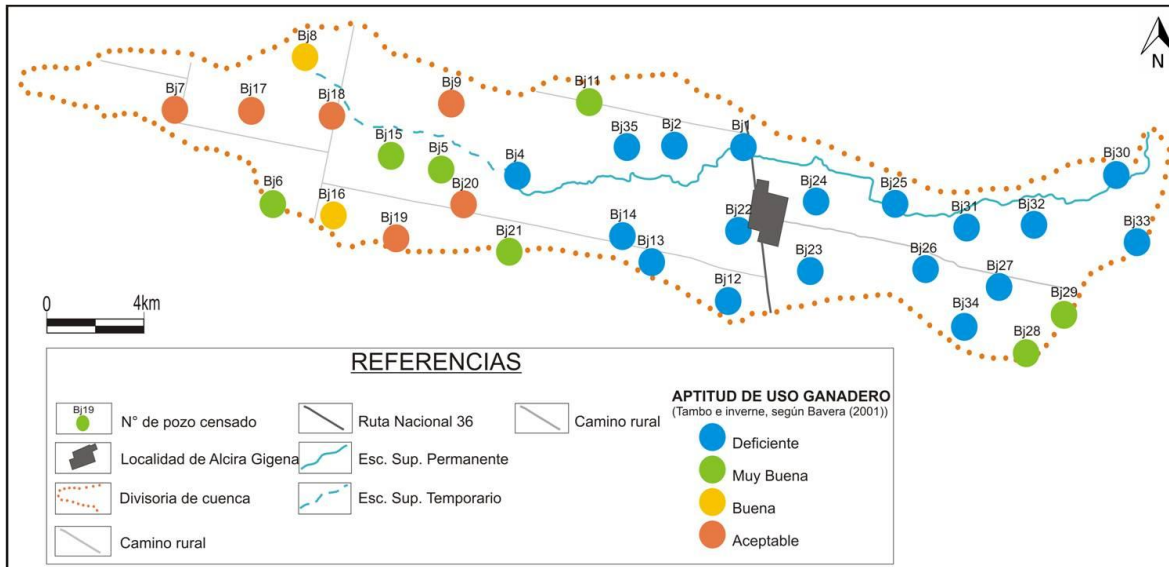 Bj8
Bj7
Bj17
Bj18
Bj9
Bj11
Bj15
Bj5
Bj4
Bj35
Bj2
Bj1
Bj30
Bj6
Bj16
Bj20
Bj19
Bj21
Bj14
Bj13
Bj22
Bj24
Bj25
Bj31
Bj32
Bj33
Bj12
Bj23
Bj26
Bj27
Bj34
Bj29
Bj28
N
0 4km
REFERENCIAS
Bj19
N° de pozo censado
Localidad de Alcira Gigena
Divisoria de cuenca
Camino rural
Ruta Nacional 36
Esc. Sup. Permanente
Esc. Sup. Temporario
Camino rural
APTITUD DE USO GANADERO
(Tambo e inverne, según Bavera (2001))
Deficiente
Muy Buena
Buena
Aceptable